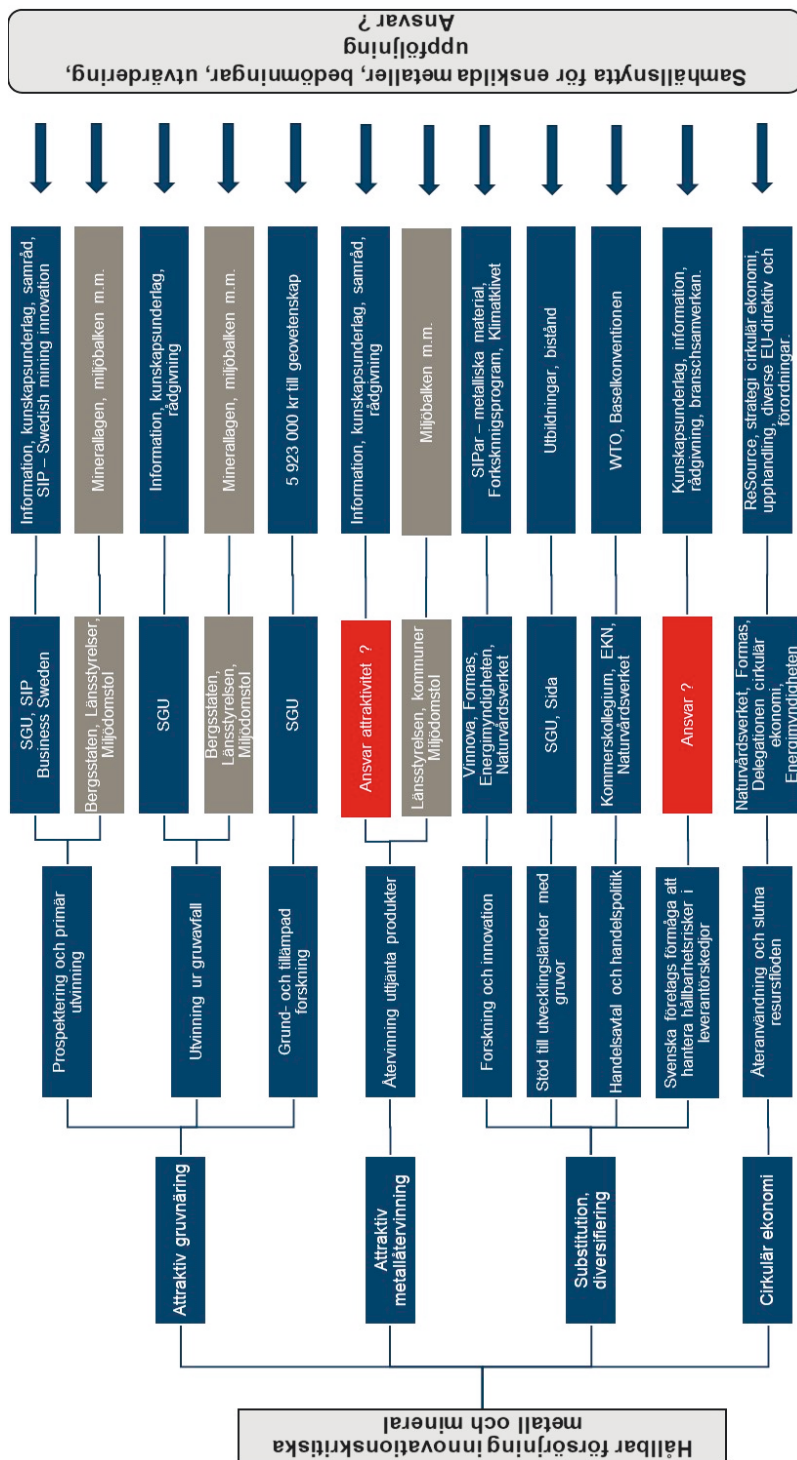 Hållbar försörjning innovationskritiska
metall och mineral
Attraktiv gruvnäring
Attraktiv
metallåtervinning
Substitution,
diversifiering
Cirkulär ekonomi
Prospektering och primär
utvinning
Utvinning ur gruvavfall
Grund- och tillämpad
forskning
Återvinning uttjänta produkter
Forskning och innovation
Stöd till utvecklingsländer med
gruvor
Handelsavtal och handelspolitik
Svenska företags förmåga att
hantera hållbarhetsrisker i
leverantörskedjor
Återanvändning och slutna
resursflöden
SGU, SIP
Business Sweden
Bergsstaten, Länsstyrelser,
Miljödomstol
SGU
Bergsstaten,
Länsstyrelsen,
Miljödomstol
SGU
Ansvar attraktivitet ?
Länsstyrelsen, kommuner
Miljödomstol
Vinnova, Formas,
Energimyndigheten,
Naturvårdsverket
SGU, Sida
Kommerskollegium, EKN,
Naturvårdsverket
Ansvar ?
Naturvårdsverket, Formas,
Delegationen cirkulär
ekonomi,
Energimyndigheten
Information, kunskapsunderlag, samråd,
SIP – Swedish mining innovation
Minerallagen, miljöbalken m.m.
Information, kunskapsunderlag,
rådgivning
Minerallagen, miljöbalken m.m.
5 923 000 kr till geovetenskap
Information, kunskapsunderlag, samråd,
rådgivning
Miljöbalken m.m.
SIPar – metalliska material,
Forsknnigsprogram, Klimatklivet
Utbildningar, bistånd
WTO, Baselkonventionen
Kunskapsunderlag, information,
rådgivning, branschsamverkan.
ReSource, strategi cirkulär ekonomi,
upphandling, diverse EU-direktiv och
förordningar.
Samhällsnytta för enskilda metaller, bedömningar, utvärdering,
uppföljning
Ansvar ?